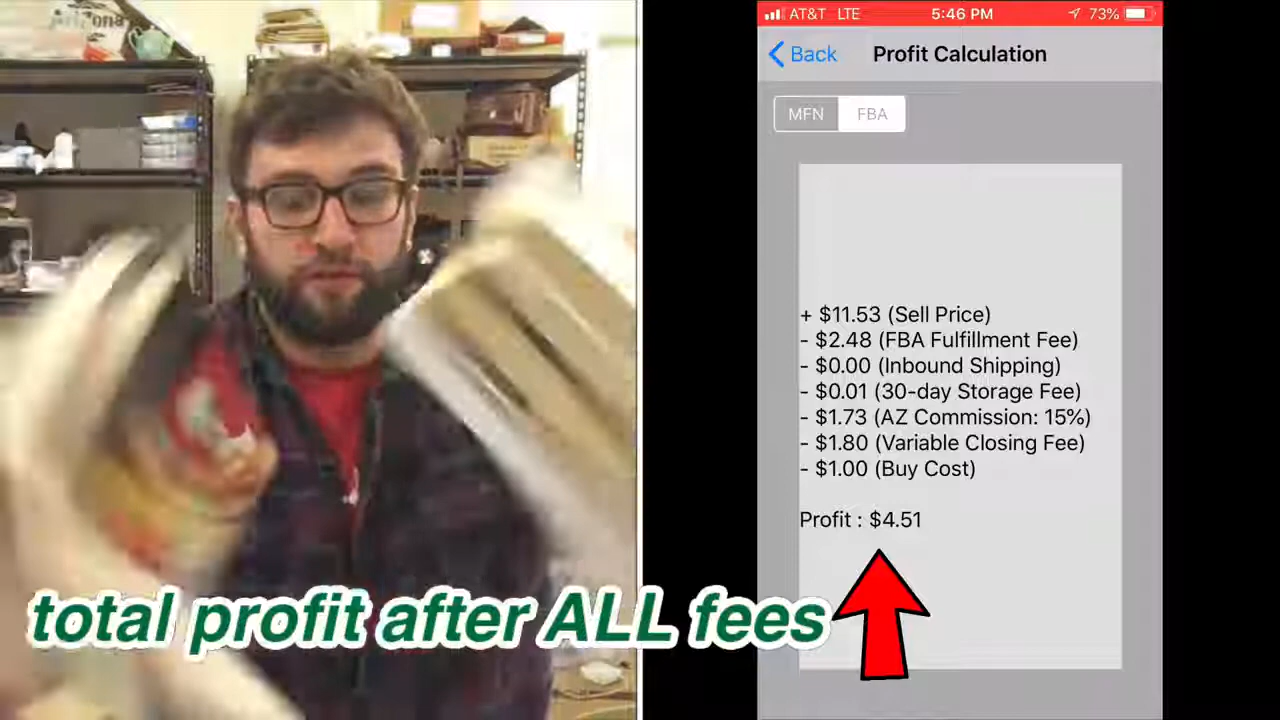 Arizona
AT&T LTE 5:46 PM 73%
Back Profit Calculation
MFN FBA
+ $11.53 (Sell Price)
- $2.48 (FBA Fulfillment Fee)
- $0.00 (Inbound Shipping)
- $0.01 (30-day Storage Fee)
- $1.73 (AZ Commission: 15%)
- $1.80 (Variable Closing Fee)
- $1.00 (Buy Cost)
Profit : $4.51
total profit after ALL fees